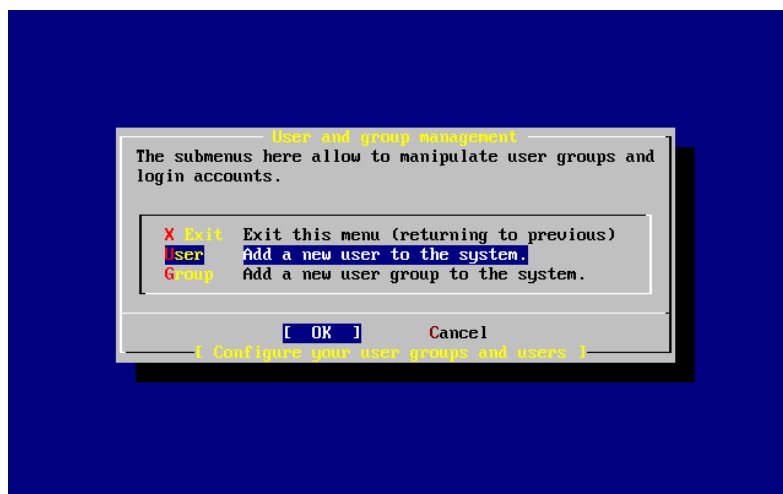 User and group management
The submenus here allow to manipulate user groups and
login accounts.
X Exit Exit this menu (returning to previous)
User Add a new user to the system.
Group Add a new user group to the system.
[ OK ] Cancel
[ Configure your user groups and users ]